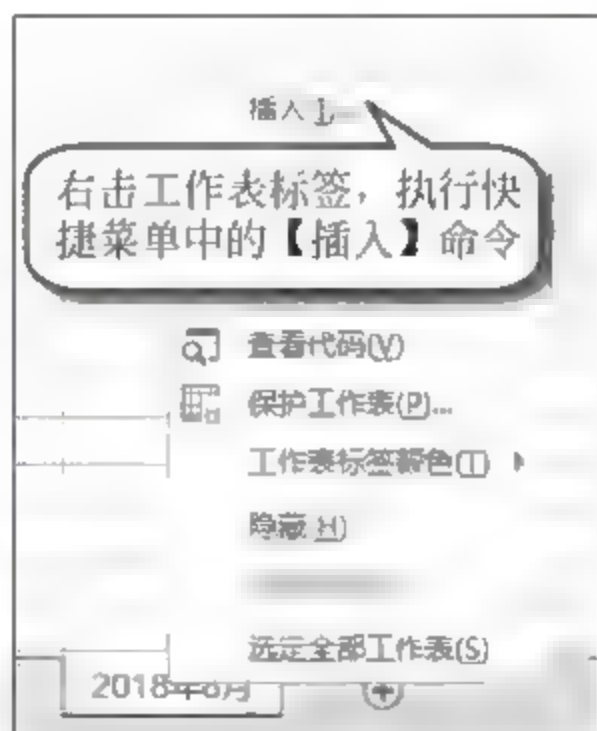 插入 I...
右击工作表标签，执行快
捷菜单中的【插入】命令
查看代码(V)
保护工作表(P)...
工作表标签颜色(T)
隐藏 H)
选定全部工作表(S)
2018年8月